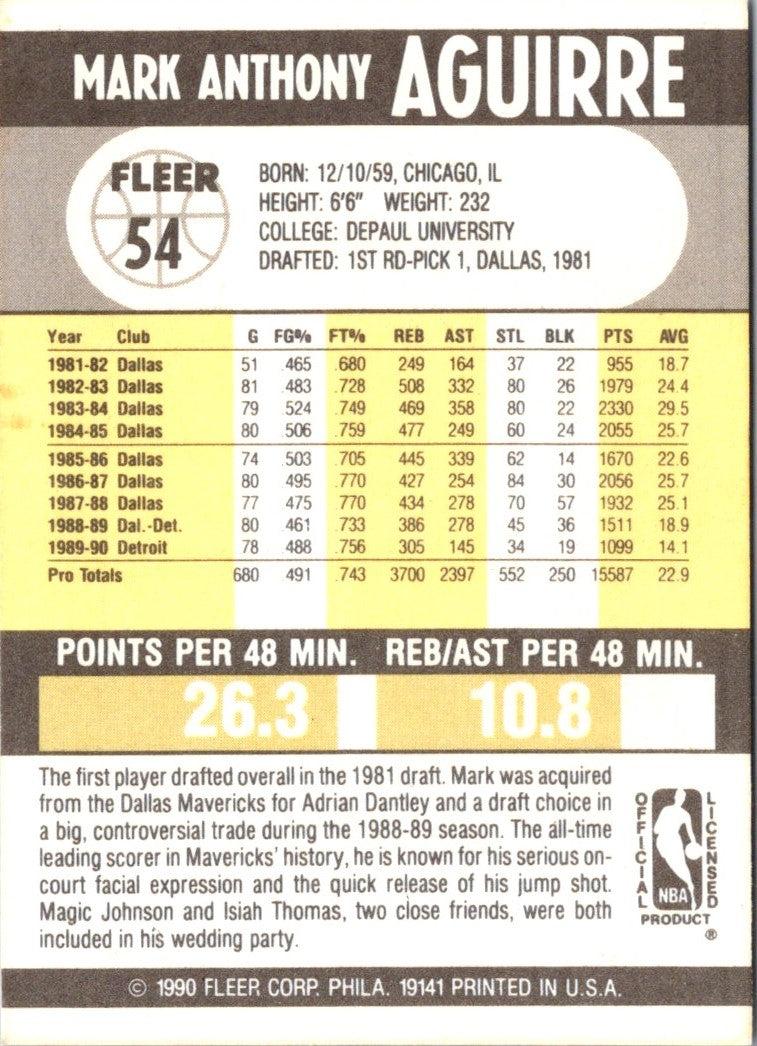 MARK ANTHONY AGUIRRE
FLEER
54
BORN: 12/10/59, CHICAGO, IL
HEIGHT: 6'6" WEIGHT: 232
COLLEGE: DEPAUL UNIVERSITY
DRAFTED: 1ST RD-PICK 1, DALLAS, 1981
Year Club G FG% FT% REB AST STL BLK PTS AVG
1981-82 Dallas 51 .465 .680 249 164 37 22 955 18.7
1982-83 Dallas 81 .483 .728 508 332 80 26 1979 24.4
1983-84 Dallas 79 .524 .749 469 358 80 22 2330 29.5
1984-85 Dallas 80 .506 .759 477 249 60 24 2055 25.7
1985-86 Dallas 74 .503 .705 445 339 62 14 1670 22.6
1986-87 Dallas 80 .495 .770 427 254 84 30 2056 25.7
1987-88 Dallas 77 .475 .770 434 278 70 57 1932 25.1
1988-89 Dal.-Det. 80 .461 .733 386 278 45 36 1511 18.9
1989-90 Detroit 78 .488 .756 305 145 34 19 1099 14.1
Pro Totals 680 .491 .743 3700 2397 552 250 15587 22.9
POINTS PER 48 MIN. REB/AST PER 48 MIN.
26.3 10.8
The first player drafted overall in the 1981 draft. Mark was acquired
from the Dallas Mavericks for Adrian Dantley and a draft choice in
a big, controversial trade during the 1988-89 season. The all-time
leading scorer in Mavericks' history, he is known for his serious on-
court facial expression and the quick release of his jump shot.
Magic Johnson and Isiah Thomas, two close friends, were both
included in his wedding party.
OFFICIAL
LICENSED
NBA
PRODUCT
®
© 1990 FLEER CORP. PHILA. 19141 PRINTED IN U.S.A.